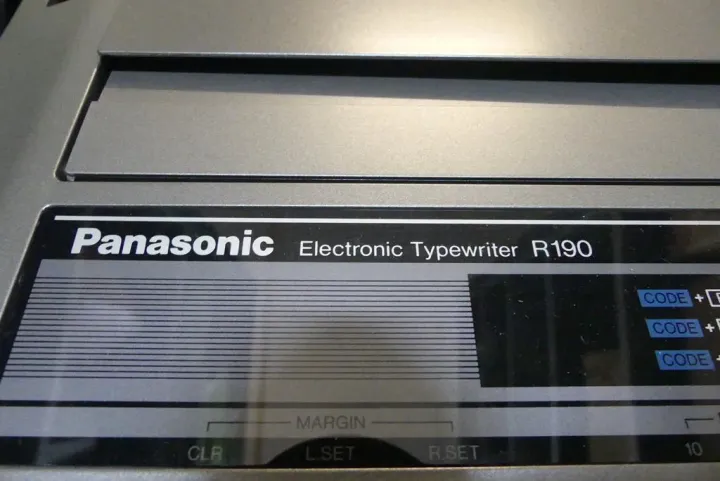 Panasonic Electronic Typewriter R190
CODE +
CODE +
CODE +
MARGIN
CLR L.SET R.SET 10